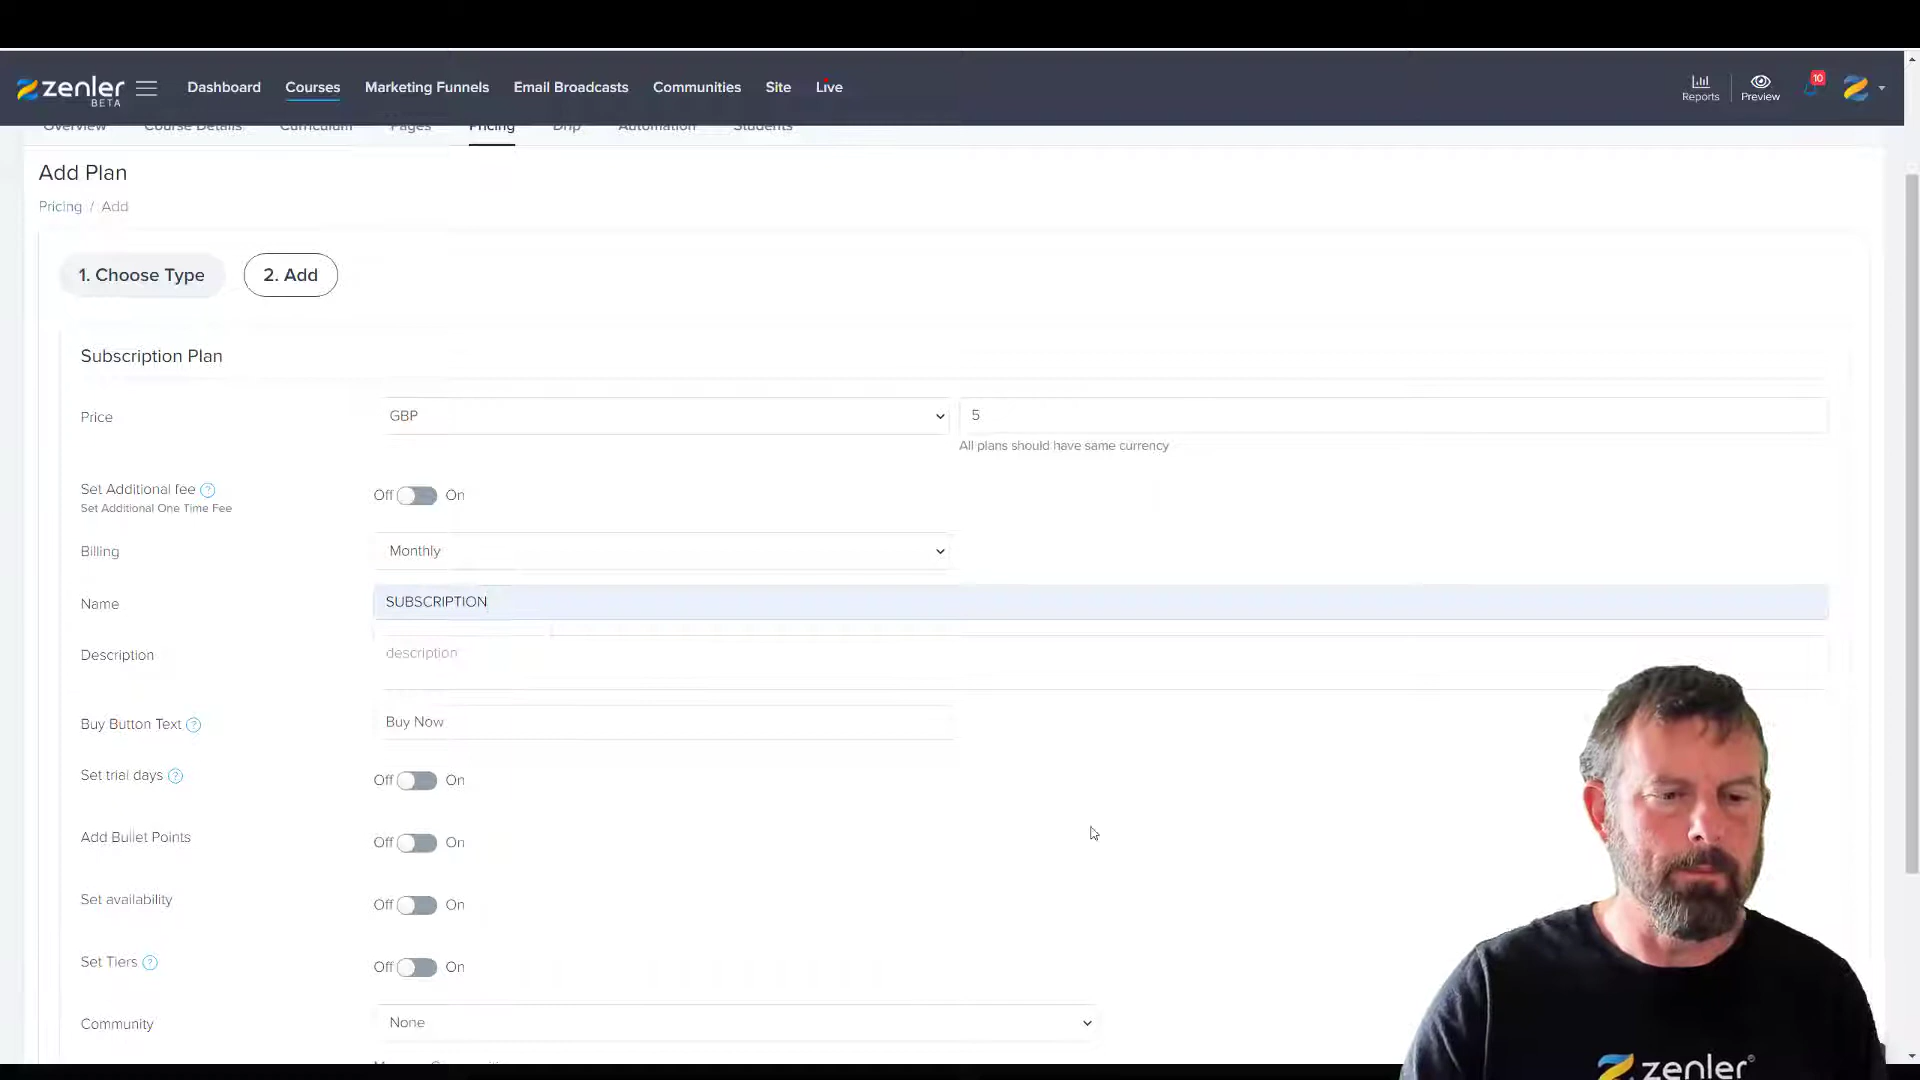 zenler
BETA
Dashboard
Courses
Marketing Funnels
Email Broadcasts
Communities
Site
Live
Reports
Preview
10
Overview
Course Details
Curriculum
Pages
Pricing
Drip
Automation
Students
Add Plan
Pricing / Add
1. Choose Type
2. Add
Subscription Plan
Price
GBP
5
All plans should have same currency
Set Additional fee ?
Set Additional One Time Fee
Off On
Billing
Monthly
Name
SUBSCRIPTION
Description
description
Buy Button Text ?
Buy Now
Set trial days ?
Off On
Add Bullet Points
Off On
Set availability
Off On
Set Tiers ?
Off On
Community
None
zenler®